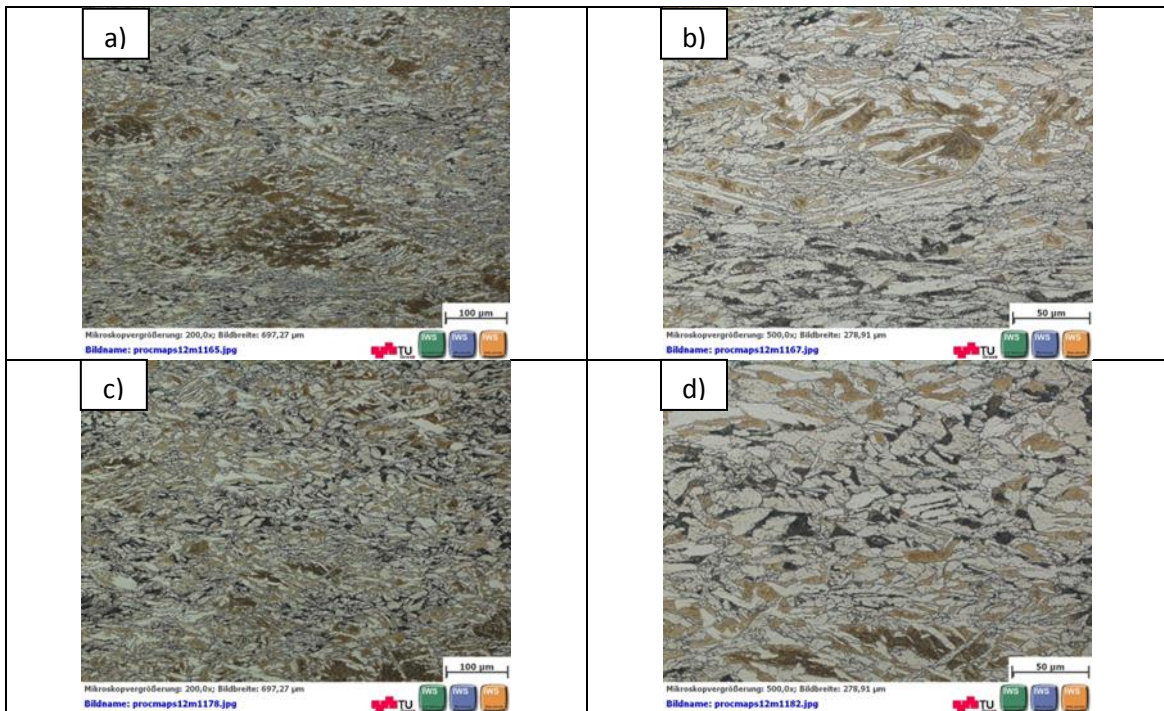 a)
100 µm
Mikroskopvergrößerung: 200,0x; Bildbreite: 697,27 µm
Bildname: procmaps12m1165.jpg
TU
IWS
IWS
IWS
b)
50 µm
Mikroskopvergrößerung: 500,0x; Bildbreite: 278,91 µm
Bildname: procmaps12m1167.jpg
TU
IWS
IWS
IWS
c)
100 µm
Mikroskopvergrößerung: 200,0x; Bildbreite: 697,27 µm
Bildname: procmaps12m1178.jpg
TU
IWS
IWS
IWS
d)
50 µm
Mikroskopvergrößerung: 500,0x; Bildbreite: 278,91 µm
Bildname: procmaps12m1182.jpg
TU
IWS
IWS
IWS